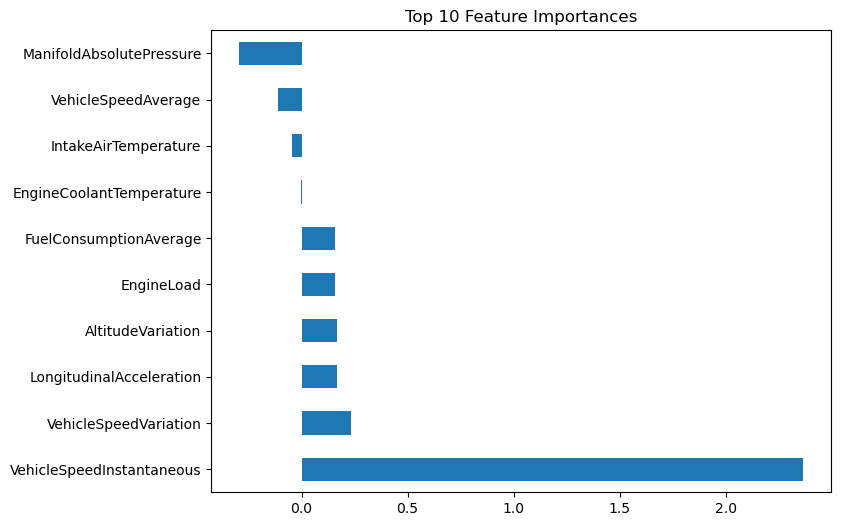 Top 10 Feature Importances
ManifoldAbsolutePressure
VehicleSpeedAverage
IntakeAirTemperature
EngineCoolantTemperature
FuelConsumptionAverage
EngineLoad
AltitudeVariation
LongitudinalAcceleration
VehicleSpeedVariation
VehicleSpeedInstantaneous
0.0 0.5 1.0 1.5 2.0